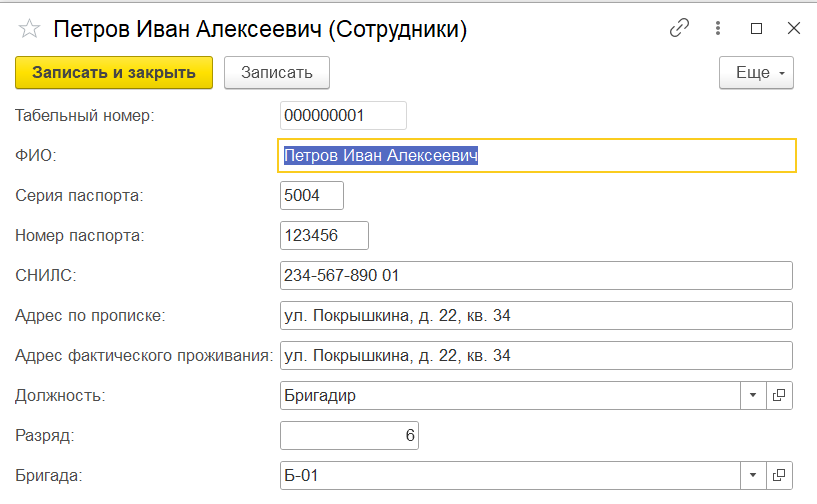 Петров Иван Алексеевич (Сотрудники)
Записать и закрыть Записать Еще
Табельный номер: 000000001
ФИО: Петров Иван Алексеевич
Серия паспорта: 5004
Номер паспорта: 123456
СНИЛС: 234-567-890 01
Адрес по прописке: ул. Покрышкина, д. 22, кв. 34
Адрес фактического проживания: ул. Покрышкина, д. 22, кв. 34
Должность: Бригадир
Разряд: 6
Бригада: Б-01